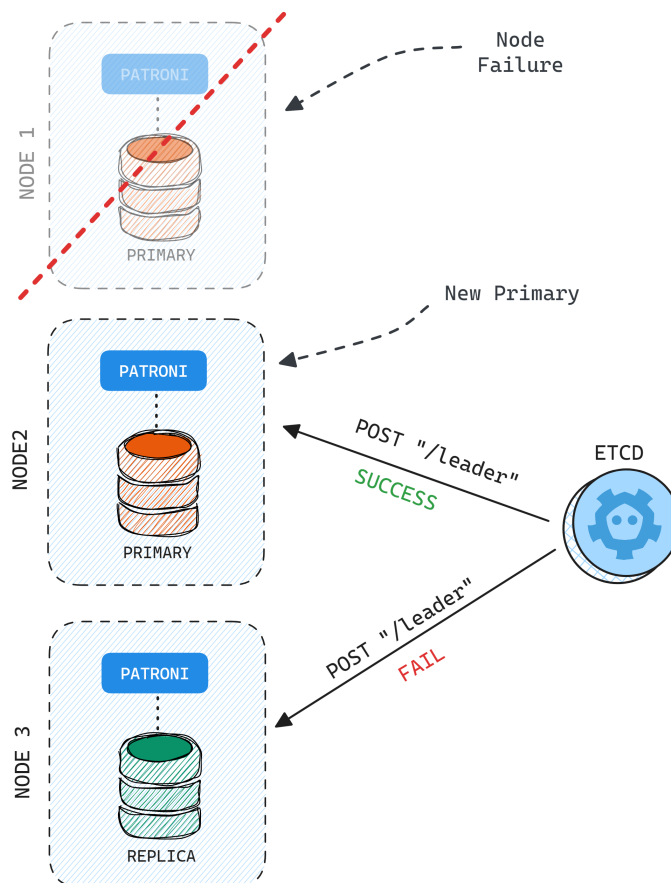 PATRONI
Node
Failure
NODE 1
PRIMARY
New Primary
PATRONI
NODE2
POST "/leader"
SUCCESS
ETCD
PRIMARY
POST "/leader"
FAIL
PATRONI
NODE 3
REPLICA